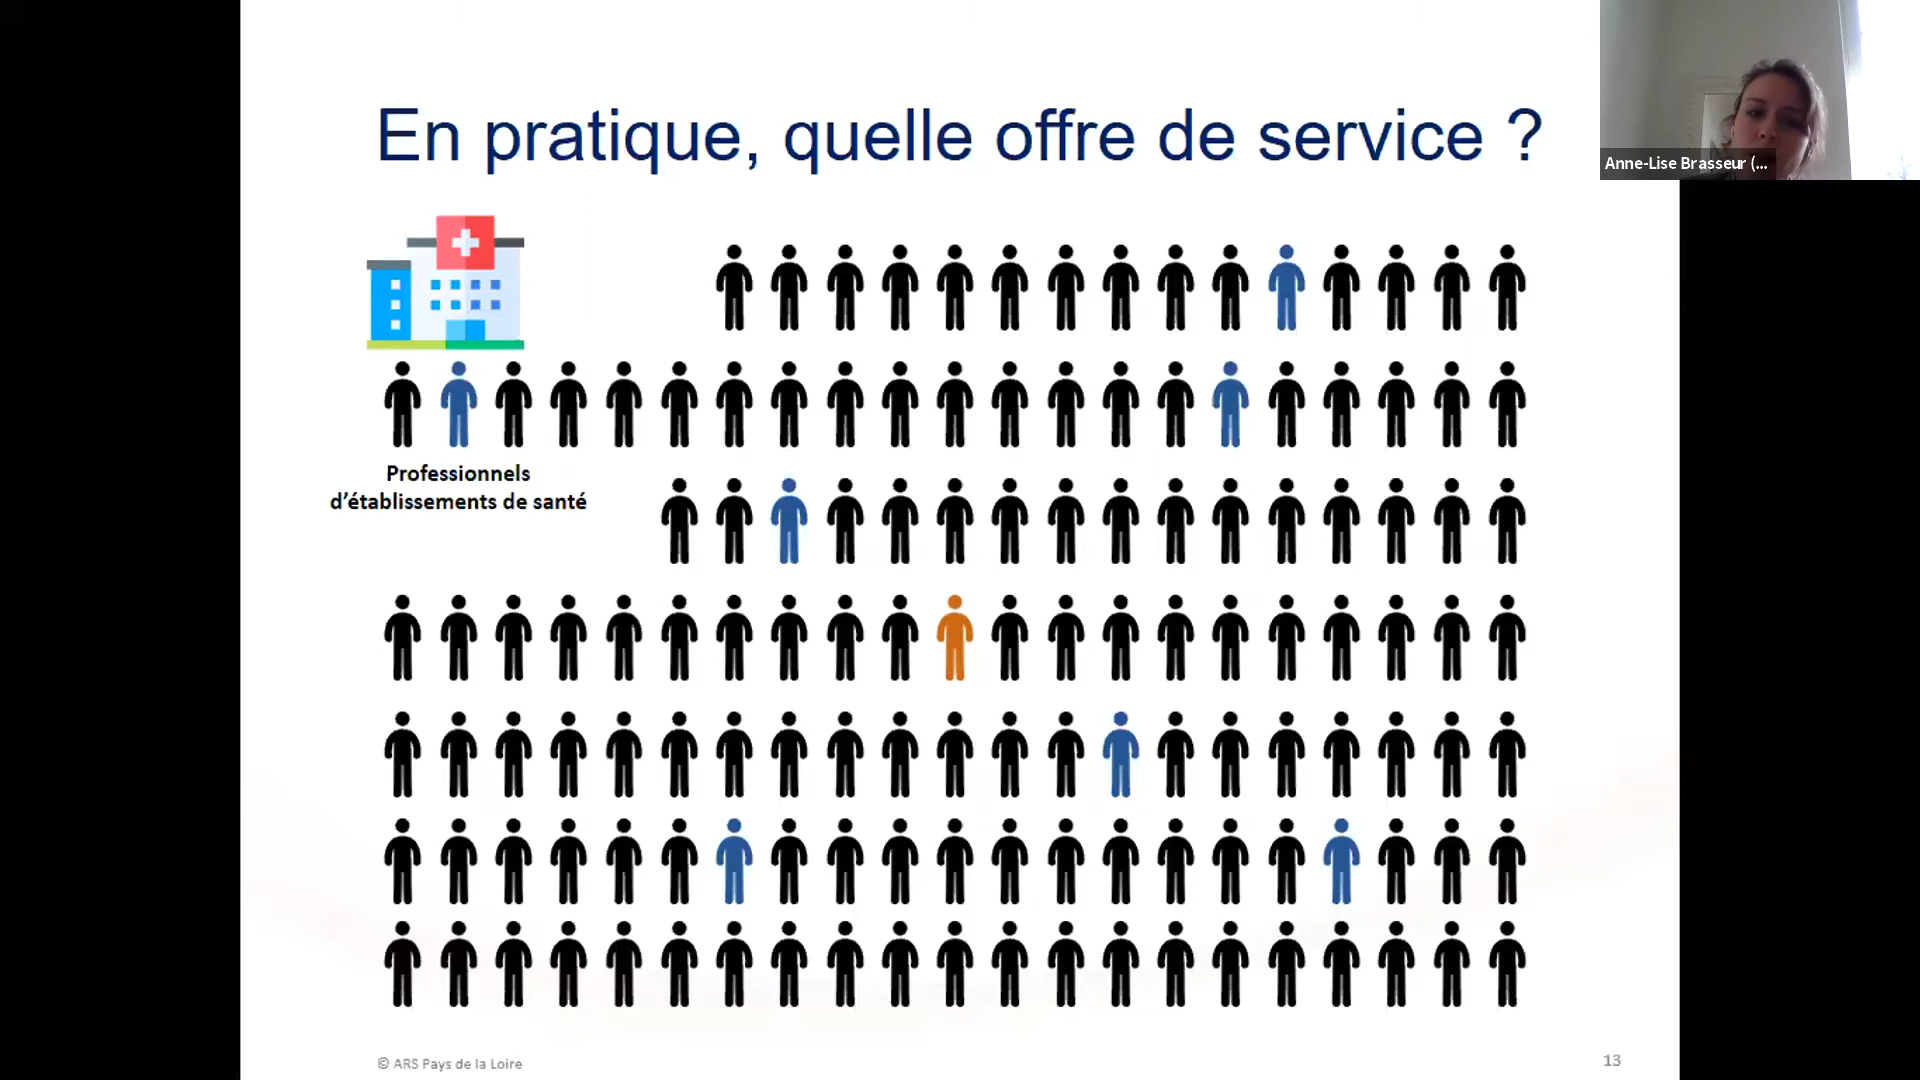 En pratique, quelle offre de service ?
Anne-Lise Brasseur (...
Professionnels
d'établissements de santé
© ARS Pays de la Loire
13